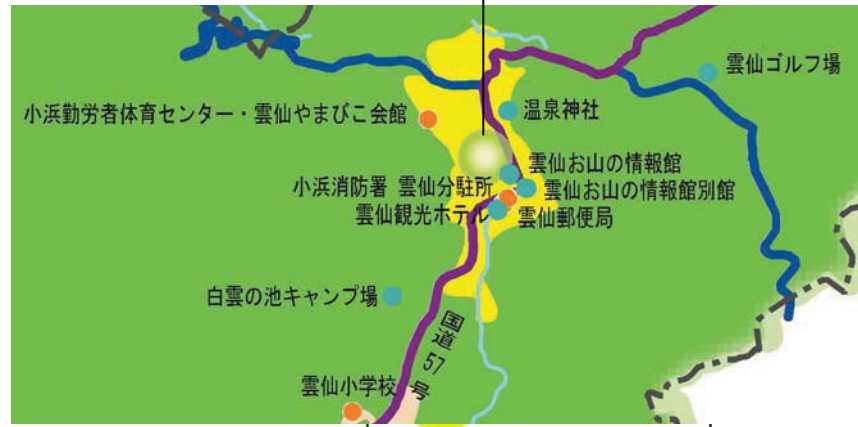 雲仙ゴルフ場
小浜勤労者体育センター・雲仙やまびこ会館
温泉神社
雲仙お山の情報館
小浜消防署 雲仙分駐所
雲仙お山の情報館別館
雲仙観光ホテル
雲仙郵便局
白雲の池キャンプ場
国道57号
雲仙小学校